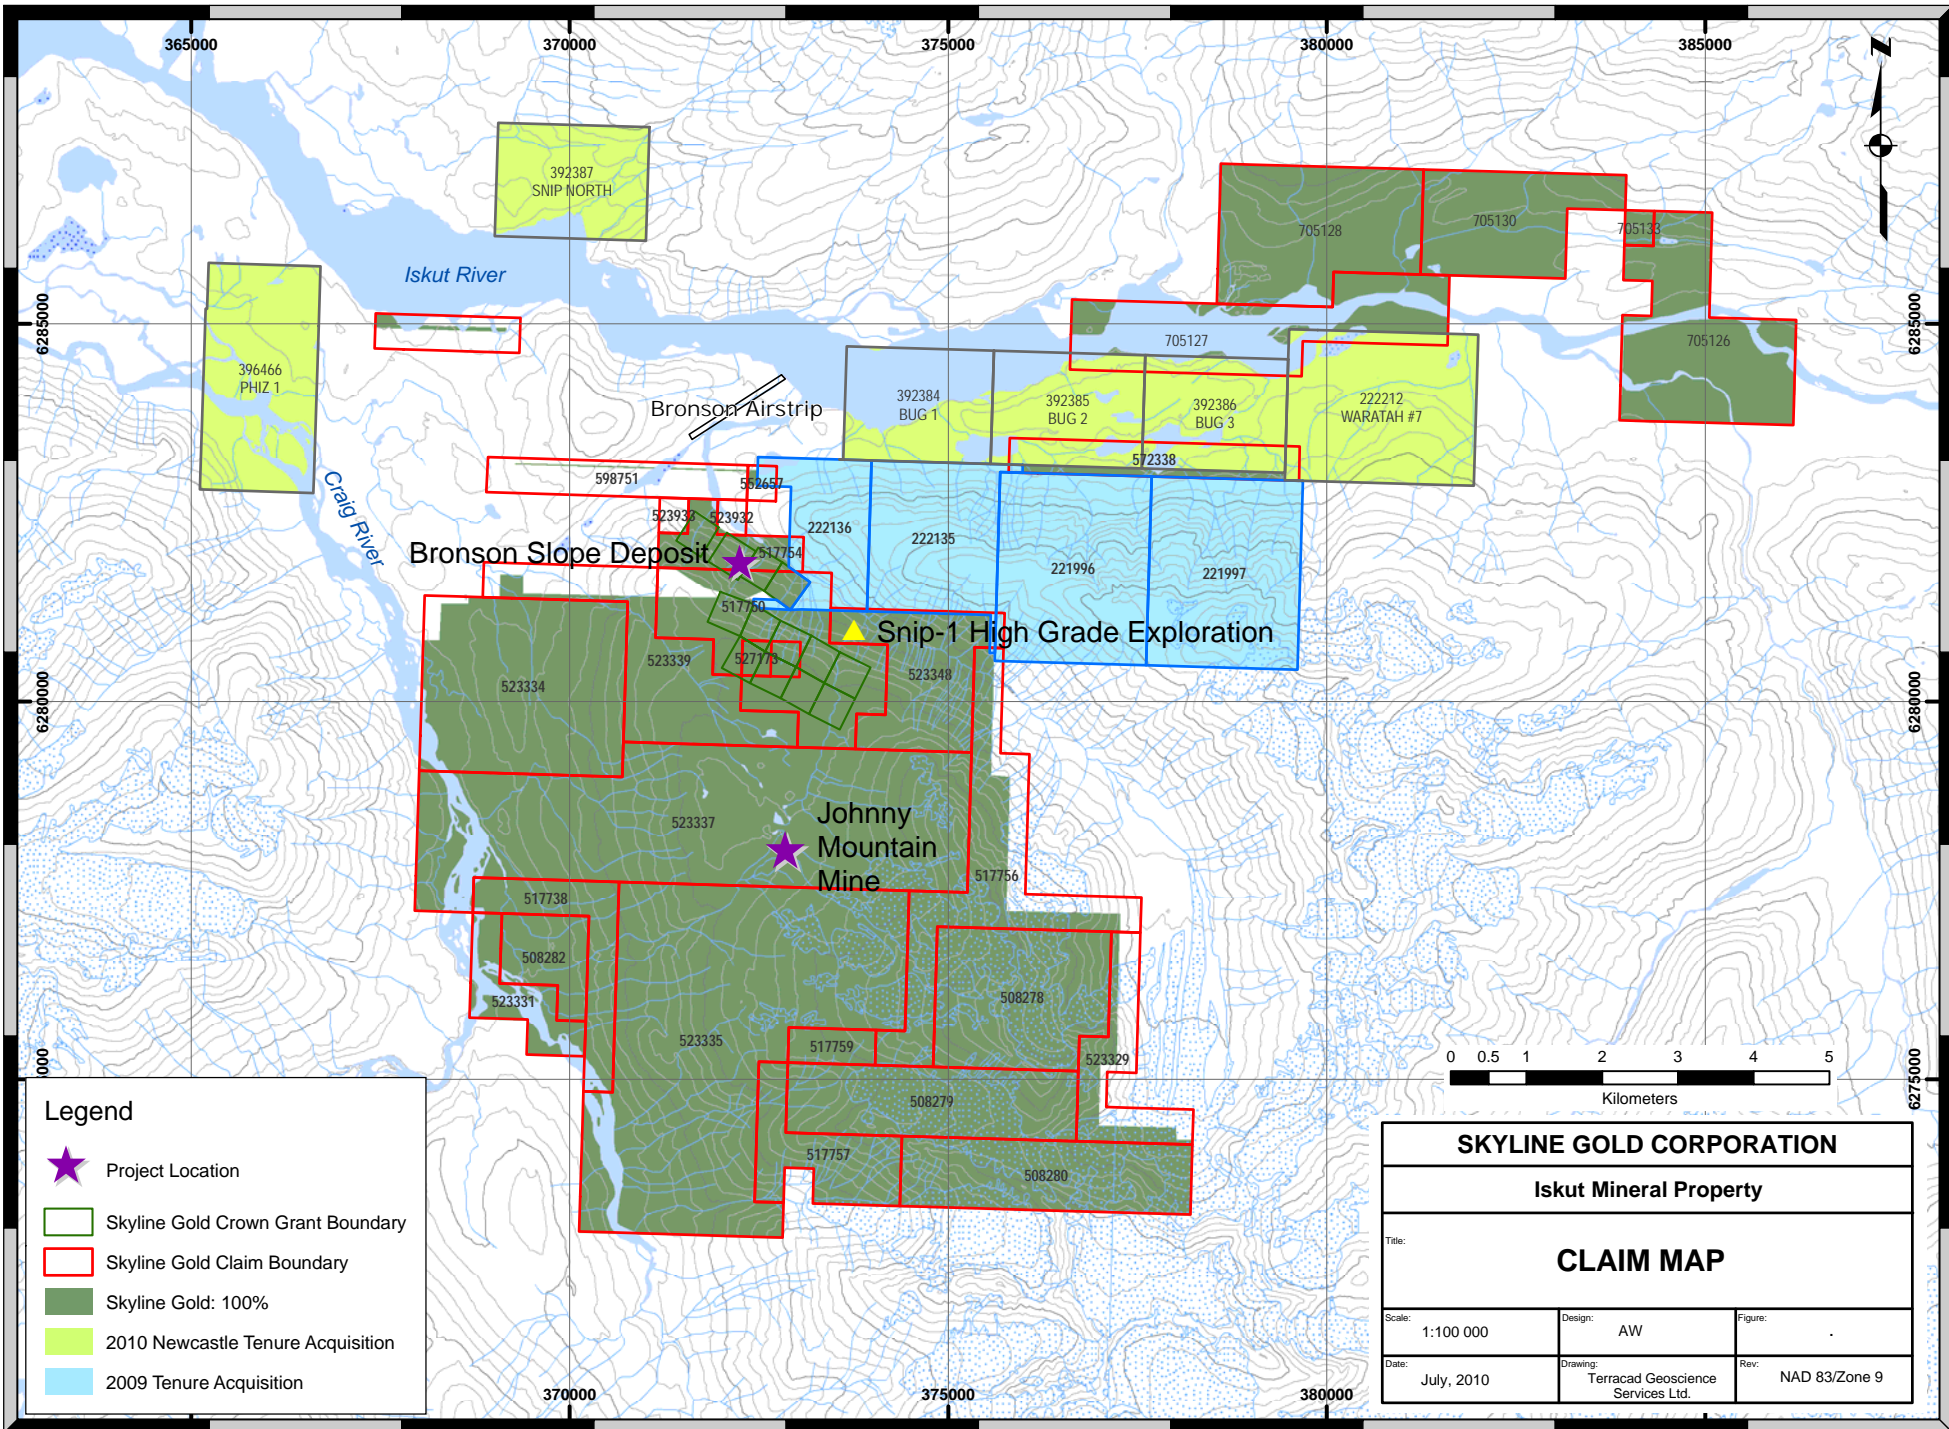 365000
370000
375000
380000
385000
N
392387
SNIP NORTH
705128
705130
705133
Iskut River
6285000
6285000
396466
PHIZ 1
705127
705126
392384
BUG 1
392385
BUG 2
392386
BUG 3
222212
WARATAH #7
Bronson Airstrip
572338
598751
552657
Craig River
523933
523932
222136
222135
221996
221997
Bronson Slope Deposit
517754
517750
Snip-1 High Grade Exploration
523339
527173
523348
523334
6280000
6280000
523337
Johnny
Mountain
Mine
517756
517738
508282
523331
508278
523335
517759
523329
508279
517757
508280
0 0.5 1 2 3 4 5
Kilometers
6275000
5000
Legend
Project Location
Skyline Gold Crown Grant Boundary
Skyline Gold Claim Boundary
Skyline Gold: 100%
2010 Newcastle Tenure Acquisition
2009 Tenure Acquisition
370000
375000
380000
SKYLINE GOLD CORPORATION
Iskut Mineral Property
Title:
CLAIM MAP
Scale:
1:100 000
Design:
AW
Figure:
.
Date:
July, 2010
Drawing:
Terracad Geoscience
Services Ltd.
Rev:
NAD 83/Zone 9